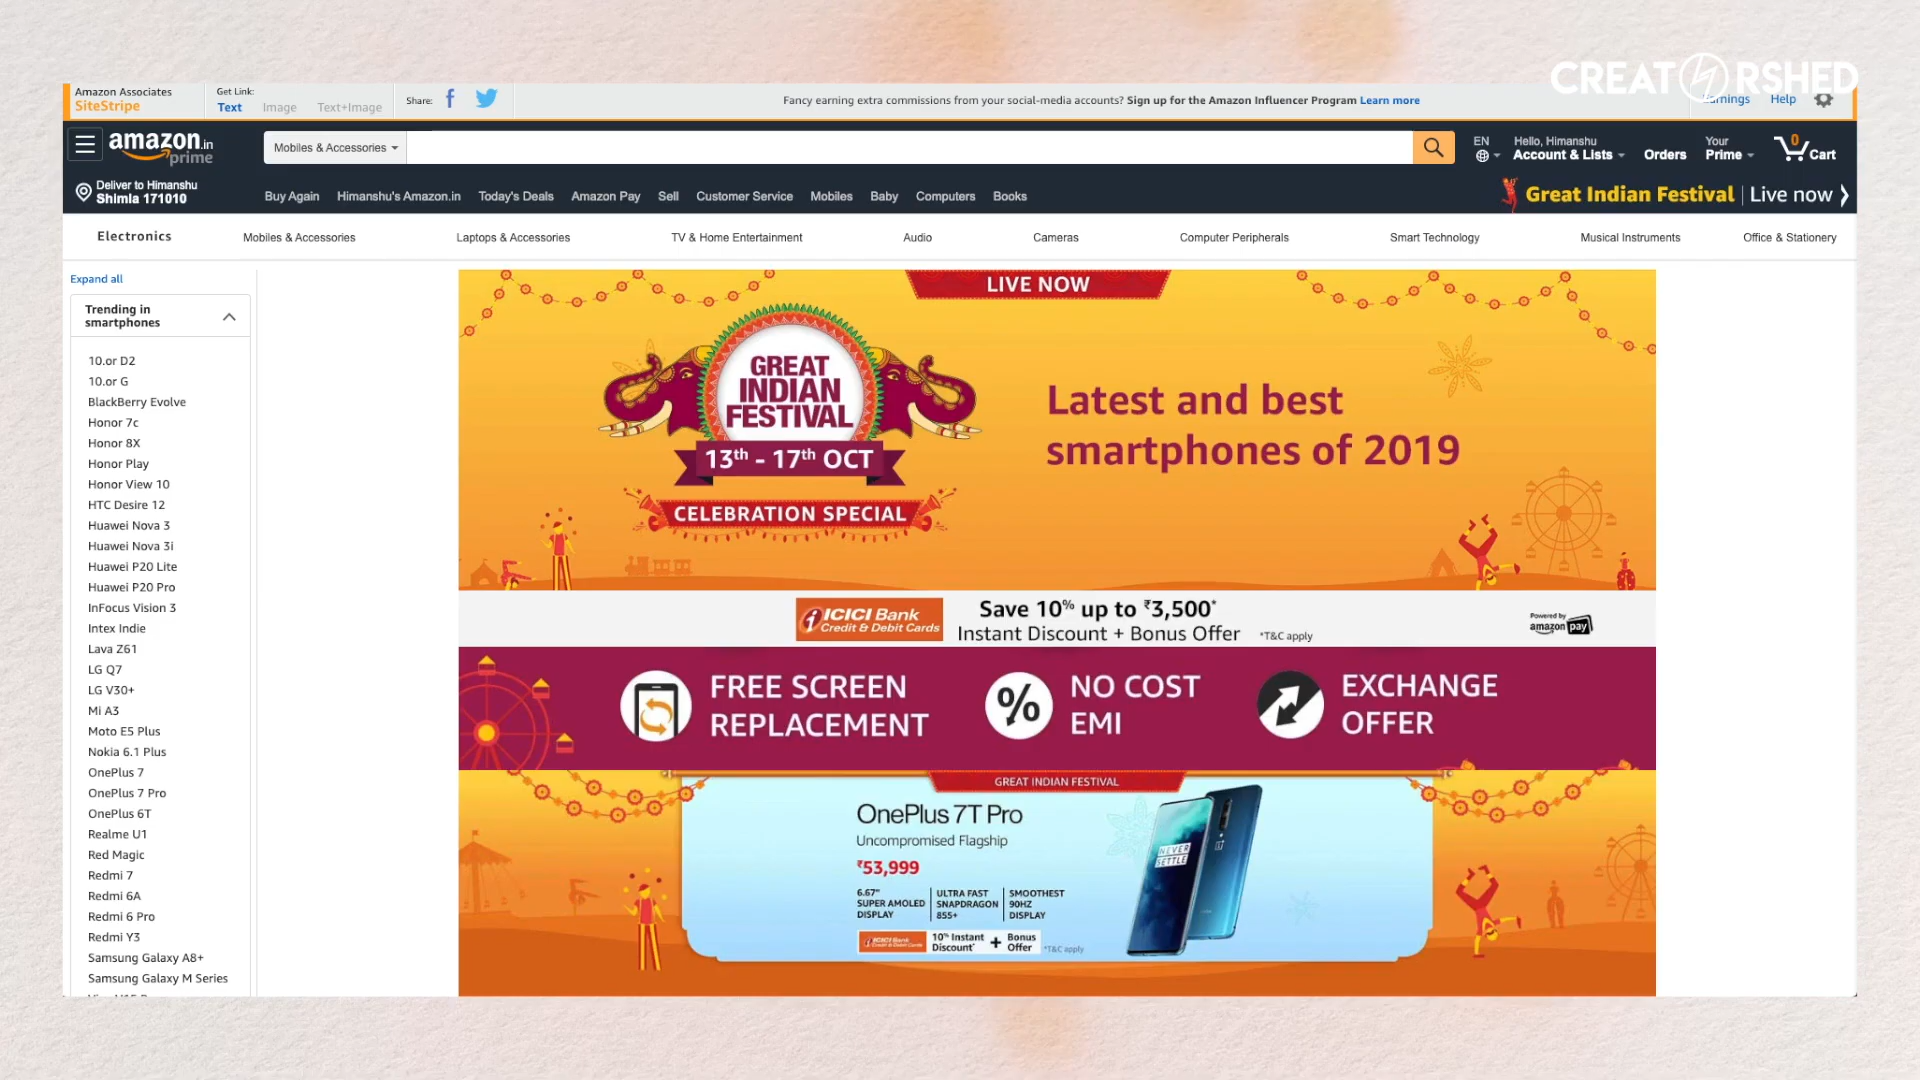 CREATORSHED
Amazon Associates
SiteStripe
Get Link:
Text Image Text+Image
Share:
Fancy earning extra commissions from your social-media accounts? Sign up for the Amazon Influencer Program Learn more
Earnings Help
amazon.in
prime
Mobiles & Accessories
EN
Hello, Himanshu
Account & Lists
Orders
Your
Prime
0
Cart
Deliver to Himanshu
Shimla 171010
Buy Again Himanshu's Amazon.in Today's Deals Amazon Pay Sell Customer Service Mobiles Baby Computers Books
Great Indian Festival | Live now
Electronics Mobiles & Accessories Laptops & Accessories TV & Home Entertainment Audio Cameras Computer Peripherals Smart Technology Musical Instruments Office & Stationery
Expand all
Trending in
smartphones
10.or D2
10.or G
BlackBerry Evolve
Honor 7c
Honor 8X
Honor Play
Honor View 10
HTC Desire 12
Huawei Nova 3
Huawei Nova 3i
Huawei P20 Lite
Huawei P20 Pro
InFocus Vision 3
Intex Indie
Lava Z61
LG Q7
LG V30+
Mi A3
Moto E5 Plus
Nokia 6.1 Plus
OnePlus 7
OnePlus 7 Pro
OnePlus 6T
Realme U1
Red Magic
Redmi 7
Redmi 6A
Redmi 6 Pro
Redmi Y3
Samsung Galaxy A8+
Samsung Galaxy M Series
LIVE NOW
GREAT
INDIAN
FESTIVAL
13th - 17th OCT
CELEBRATION SPECIAL
Latest and best
smartphones of 2019
ICICI Bank
Credit & Debit Cards
Save 10% up to ₹3,500*
Instant Discount + Bonus Offer *T&C apply
Powered by
amazon pay
FREE SCREEN
REPLACEMENT
%
NO COST
EMI
EXCHANGE
OFFER
GREAT INDIAN FESTIVAL
OnePlus 7T Pro
Uncompromised Flagship
₹53,999
6.67"
SUPER AMOLED
DISPLAY
ULTRA FAST
SNAPDRAGON
855+
SMOOTHEST
90HZ
DISPLAY
NEVER
SETTLE
ICICI Bank
Credit & Debit Cards
10% Instant
Discount*
+
Bonus
Offer
*T&C apply